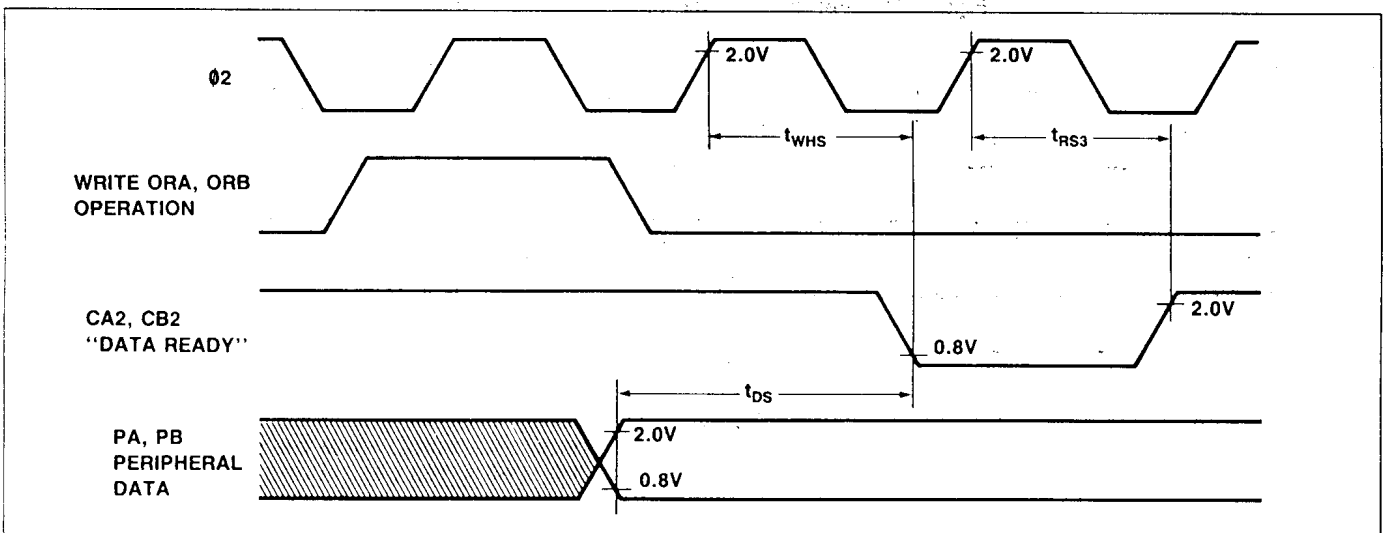 Φ2
2.0V
2.0V
tWHS
tRS3
WRITE ORA, ORB
OPERATION
CA2, CB2
"DATA READY"
2.0V
0.8V
tDS
PA, PB
PERIPHERAL
DATA
2.0V
0.8V